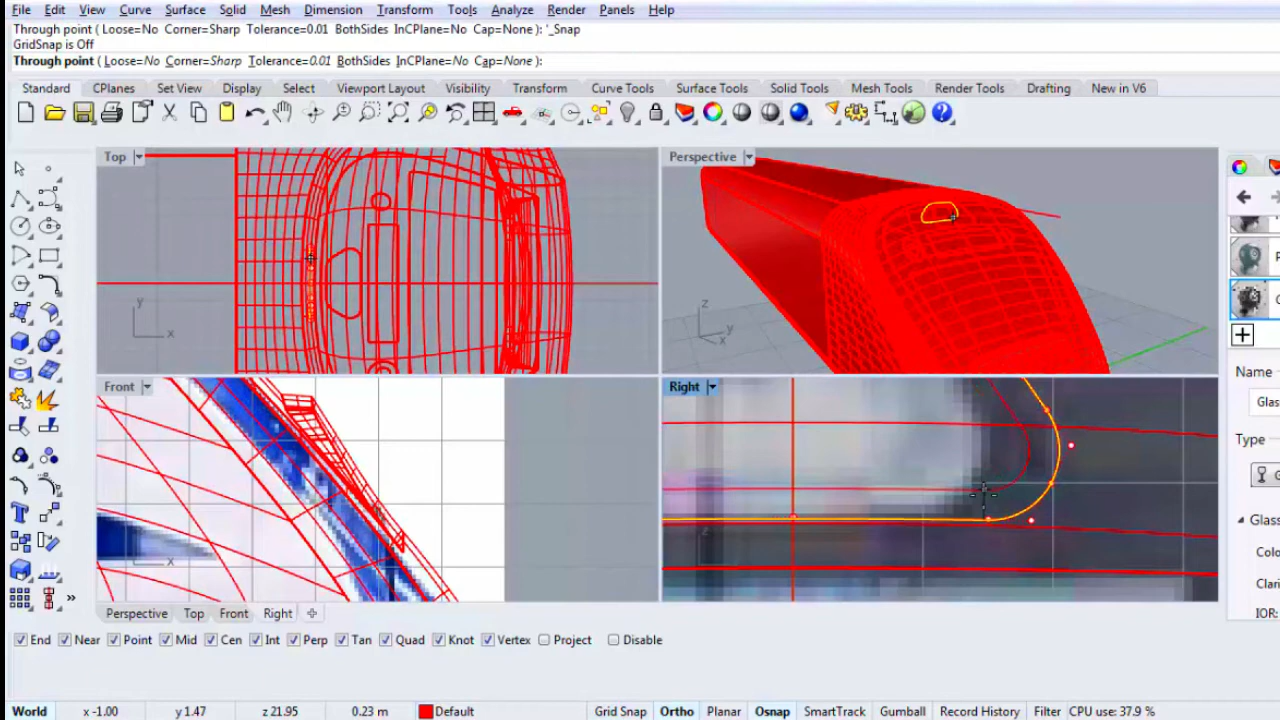 File Edit View Curve Surface Solid Mesh Dimension Transform Tools Analyze Render Panels Help
Through point ( Loose=No Corner=Sharp Tolerance=0.01 BothSides InCPlane=No Cap=None ): '_Snap
GridSnap is Off
Through point ( Loose=No Corner=Sharp Tolerance=0.01 BothSides InCPlane=No Cap=None ):
Standard CPlanes Set View Display Select Viewport Layout Visibility Transform Curve Tools Surface Tools Solid Tools Mesh Tools Render Tools Drafting New in V6
Top
y
x
Perspective
z
y
x
Front
x
Right
z
Name
Glas
Type
G
Glass
Colo
Clari
IOR:
Perspective Top Front Right
End Near Point Mid Cen Int Perp Tan Quad Knot Vertex Project Disable
World x -1.00 y 1.47 z 21.95 0.23 m Default Grid Snap Ortho Planar Osnap SmartTrack Gumball Record History Filter CPU use: 37.9 %